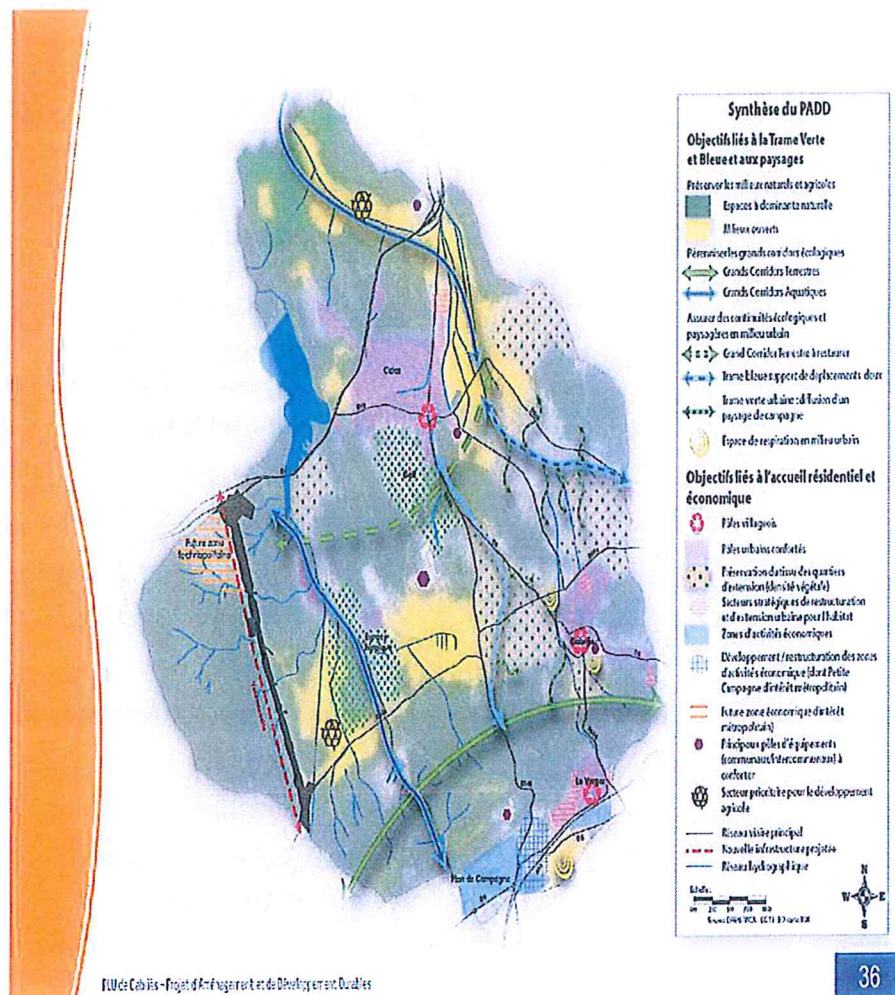 Synthèse du PADD
Objectifs liés à la Trame Verte
et Bleue et aux paysages
Préserver les milieux naturels et agricoles
Espaces à dominante naturelle
Milieux ouverts
Pérenniser les grands corridors écologiques
Grands Corridors Terrestres
Grands Corridors Aquatiques
Assurer des continuités écologiques et
paysagères en milieu urbain
Grand Corridor Terrestre à restaurer
Trame bleue support de déplacements doux
Trame verte urbaine : diffusion d'un
paysage de campagne
Espace de respiration en milieu urbain
Objectifs liés à l'accueil résidentiel et
économique
Pôles villageois
Pôles urbains confortés
Préservation du tissu des quartiers
d'extension (densité végétale)
Secteurs stratégiques de restructuration
et d'extension urbaine pour l'habitat
Zones d'activités économiques
Développement / restructuration des zones
d'activités économique (dont Petite
Campagne d'intérêt métropolitain)
Future zone économique d'intérêt
métropolitain)
Principaux pôles d'équipements
(communaux/intercommunaux) à
conforter
Secteur prioritaire pour le développement
agricole
Réseau viaire principal
Nouvelle infrastructure projetée
Réseau hydrographique
N
W
E
S
Calas
Golf
Future zone
technopolitaine
Cabriès
Plan de Campagne
PLU de Cabriès – Projet d'Aménagement et de Développement Durables
36